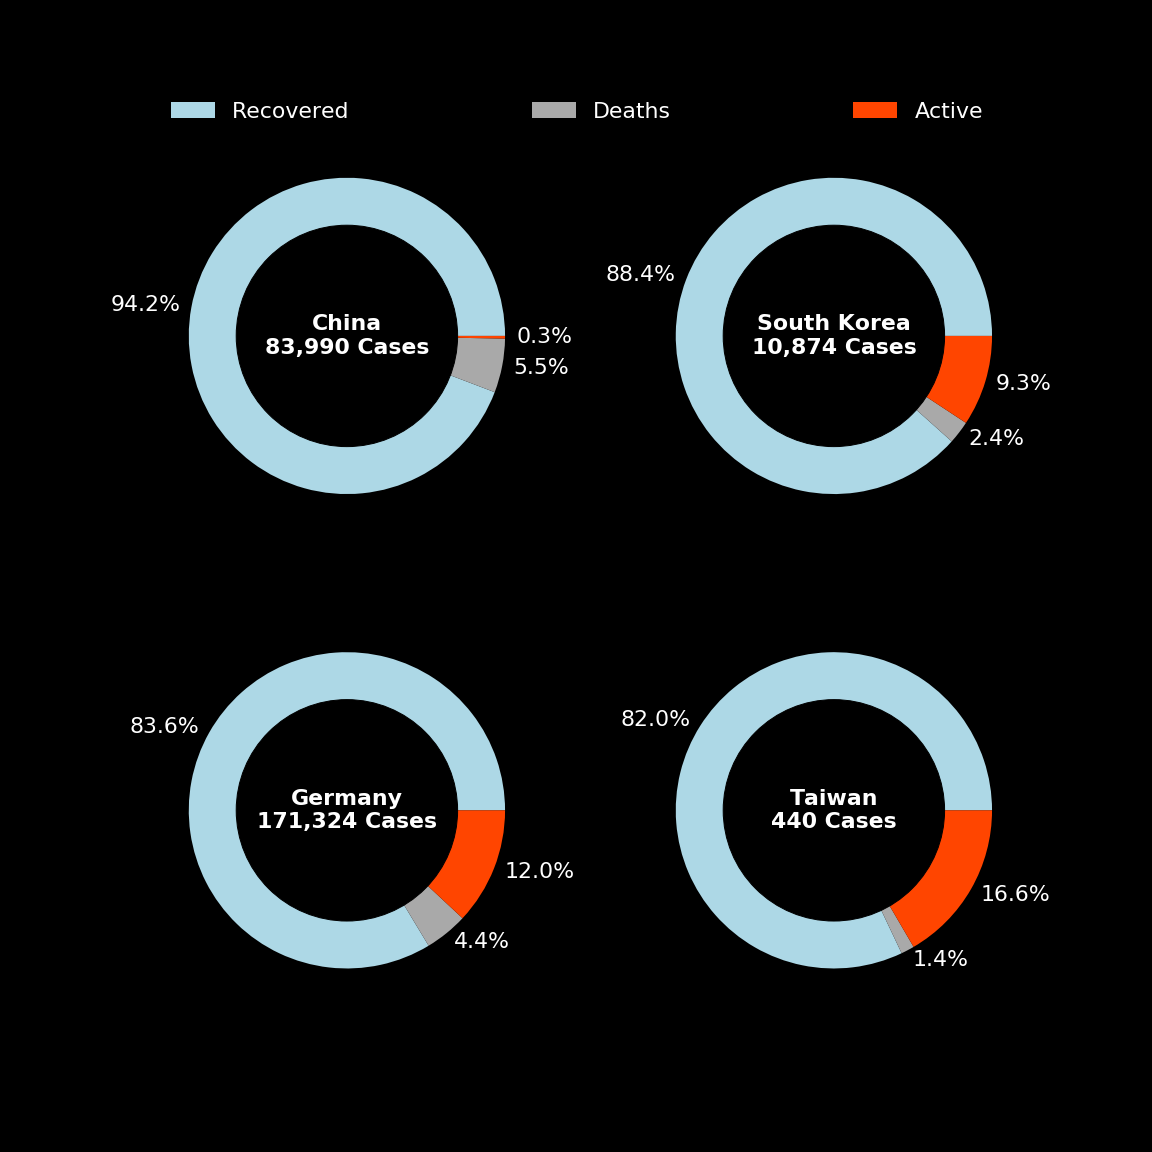 Recovered
Deaths
Active
94.2%
China
83,990 Cases
0.3%
5.5%
88.4%
South Korea
10,874 Cases
9.3%
2.4%
83.6%
Germany
171,324 Cases
12.0%
4.4%
82.0%
Taiwan
440 Cases
16.6%
1.4%